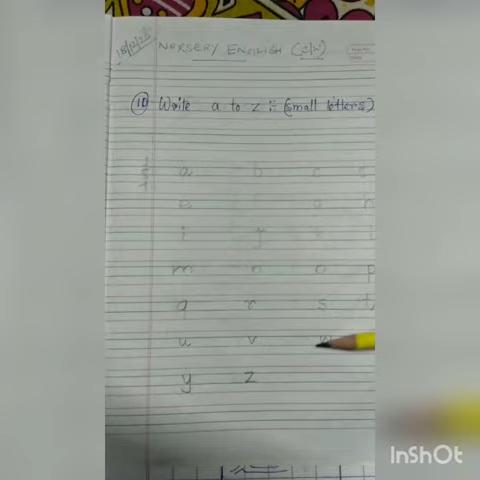 NURSERY ENGLISH (C/W)
10 Write a to z :- (small letters)
a b c
e g h
i j k l
m n o p
q r s t
u v w
y z
InShOt